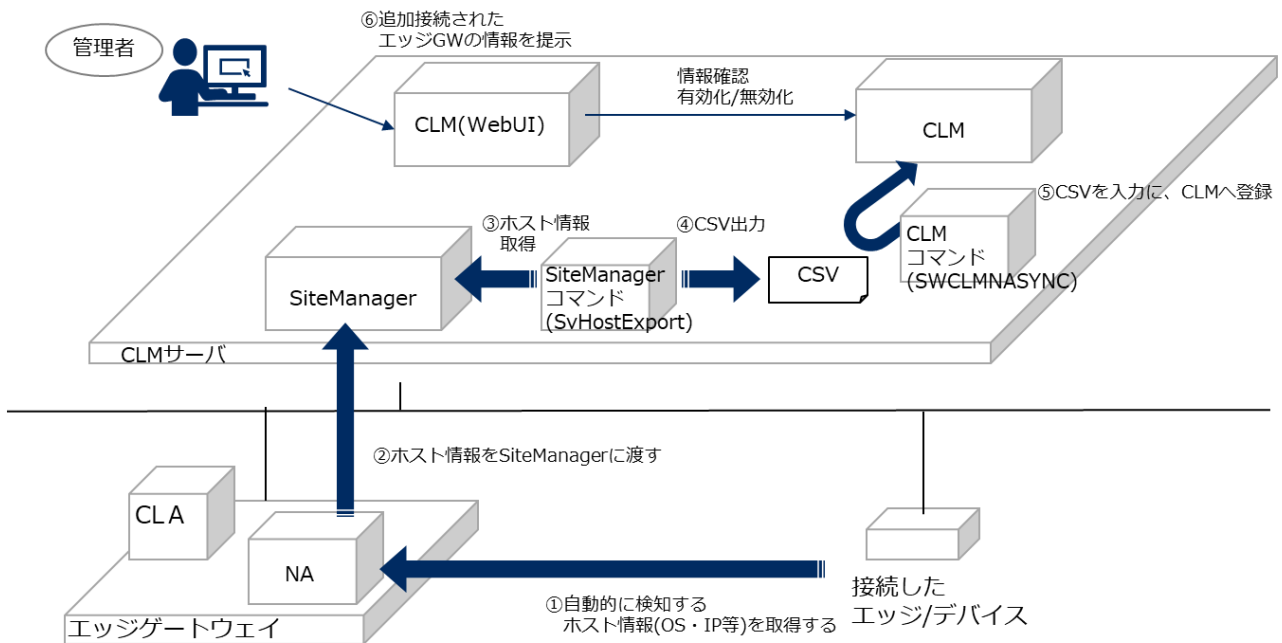 ⑥追加接続された
エッジGWの情報を提示
管理者
情報確認
有効化/無効化
CLM(WebUI)
CLM
⑤CSVを入力に、CLMへ登録
③ホスト情報
取得
④CSV出力
CLM
コマンド
(SWCLMNASYNC)
SiteManager
SiteManager
コマンド
(SvHostExport)
CSV
CLMサーバ
②ホスト情報をSiteManagerに渡す
CLA
NA
エッジゲートウェイ
①自動的に検知する
ホスト情報(OS・IP等)を取得する
接続した
エッジ/デバイス